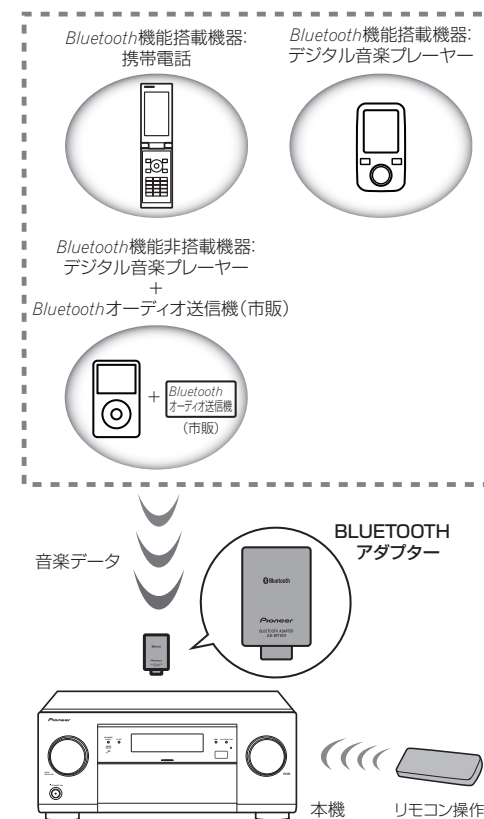 Bluetooth機能搭載機器:
携帯電話
Bluetooth機能搭載機器:
デジタル音楽プレーヤー
Bluetooth機能非搭載機器:
デジタル音楽プレーヤー
+
Bluetoothオーディオ送信機(市販)
+
Bluetooth
オーディオ送信機
(市販)
音楽データ
BLUETOOTH
アダプター
Bluetooth
Pioneer
BLUETOOTH ADAPTER
AS-BT100
Pioneer
本機
リモコン操作